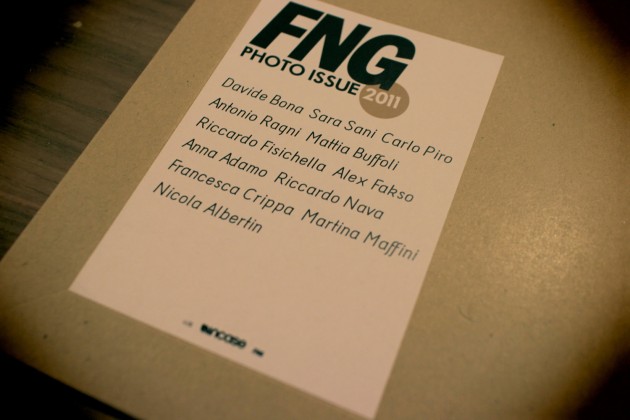 FNG
PHOTO ISSUE 2011
Davide Bona Sara Sani Carlo Piro
Antonio Ragni Mattia Buffoli
Riccardo Fisichella Alex Fakso
Anna Adamo Riccardo Nava
Francesca Crippa Martina Maffini
Nicola Albertin
incase